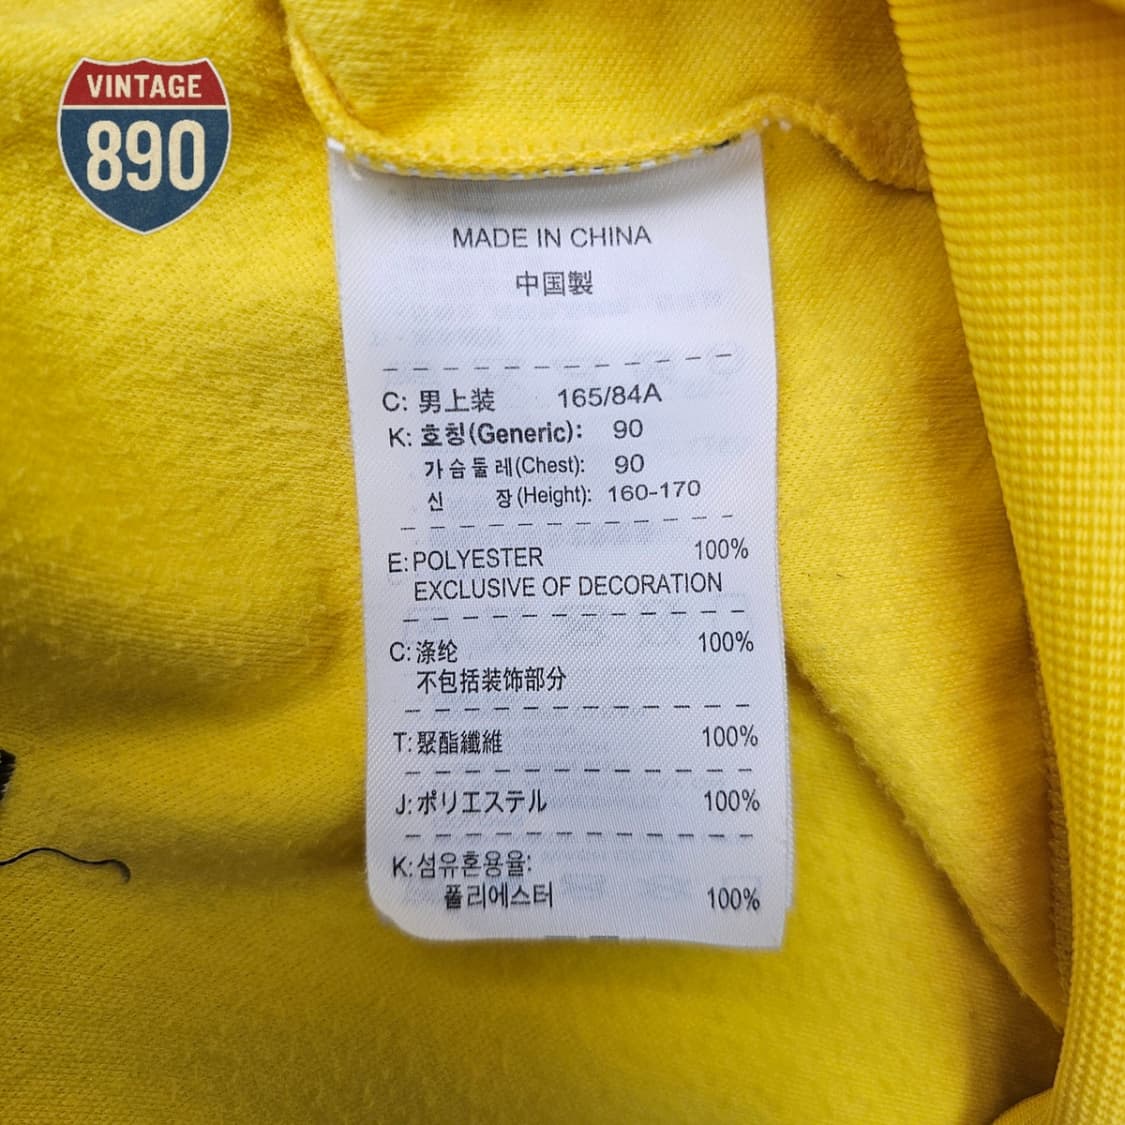 VINTAGE
890
MADE IN CHINA
中国製
C: 男上装 165/84A
K: 호칭(Generic): 90
가슴둘레(Chest): 90
신 장(Height): 160-170
E: POLYESTER 100%
EXCLUSIVE OF DECORATION
C: 涤纶 100%
不包括装饰部分
T: 聚酯纖維 100%
J: ポリエステル 100%
K: 섬유혼용율:
폴리에스터 100%